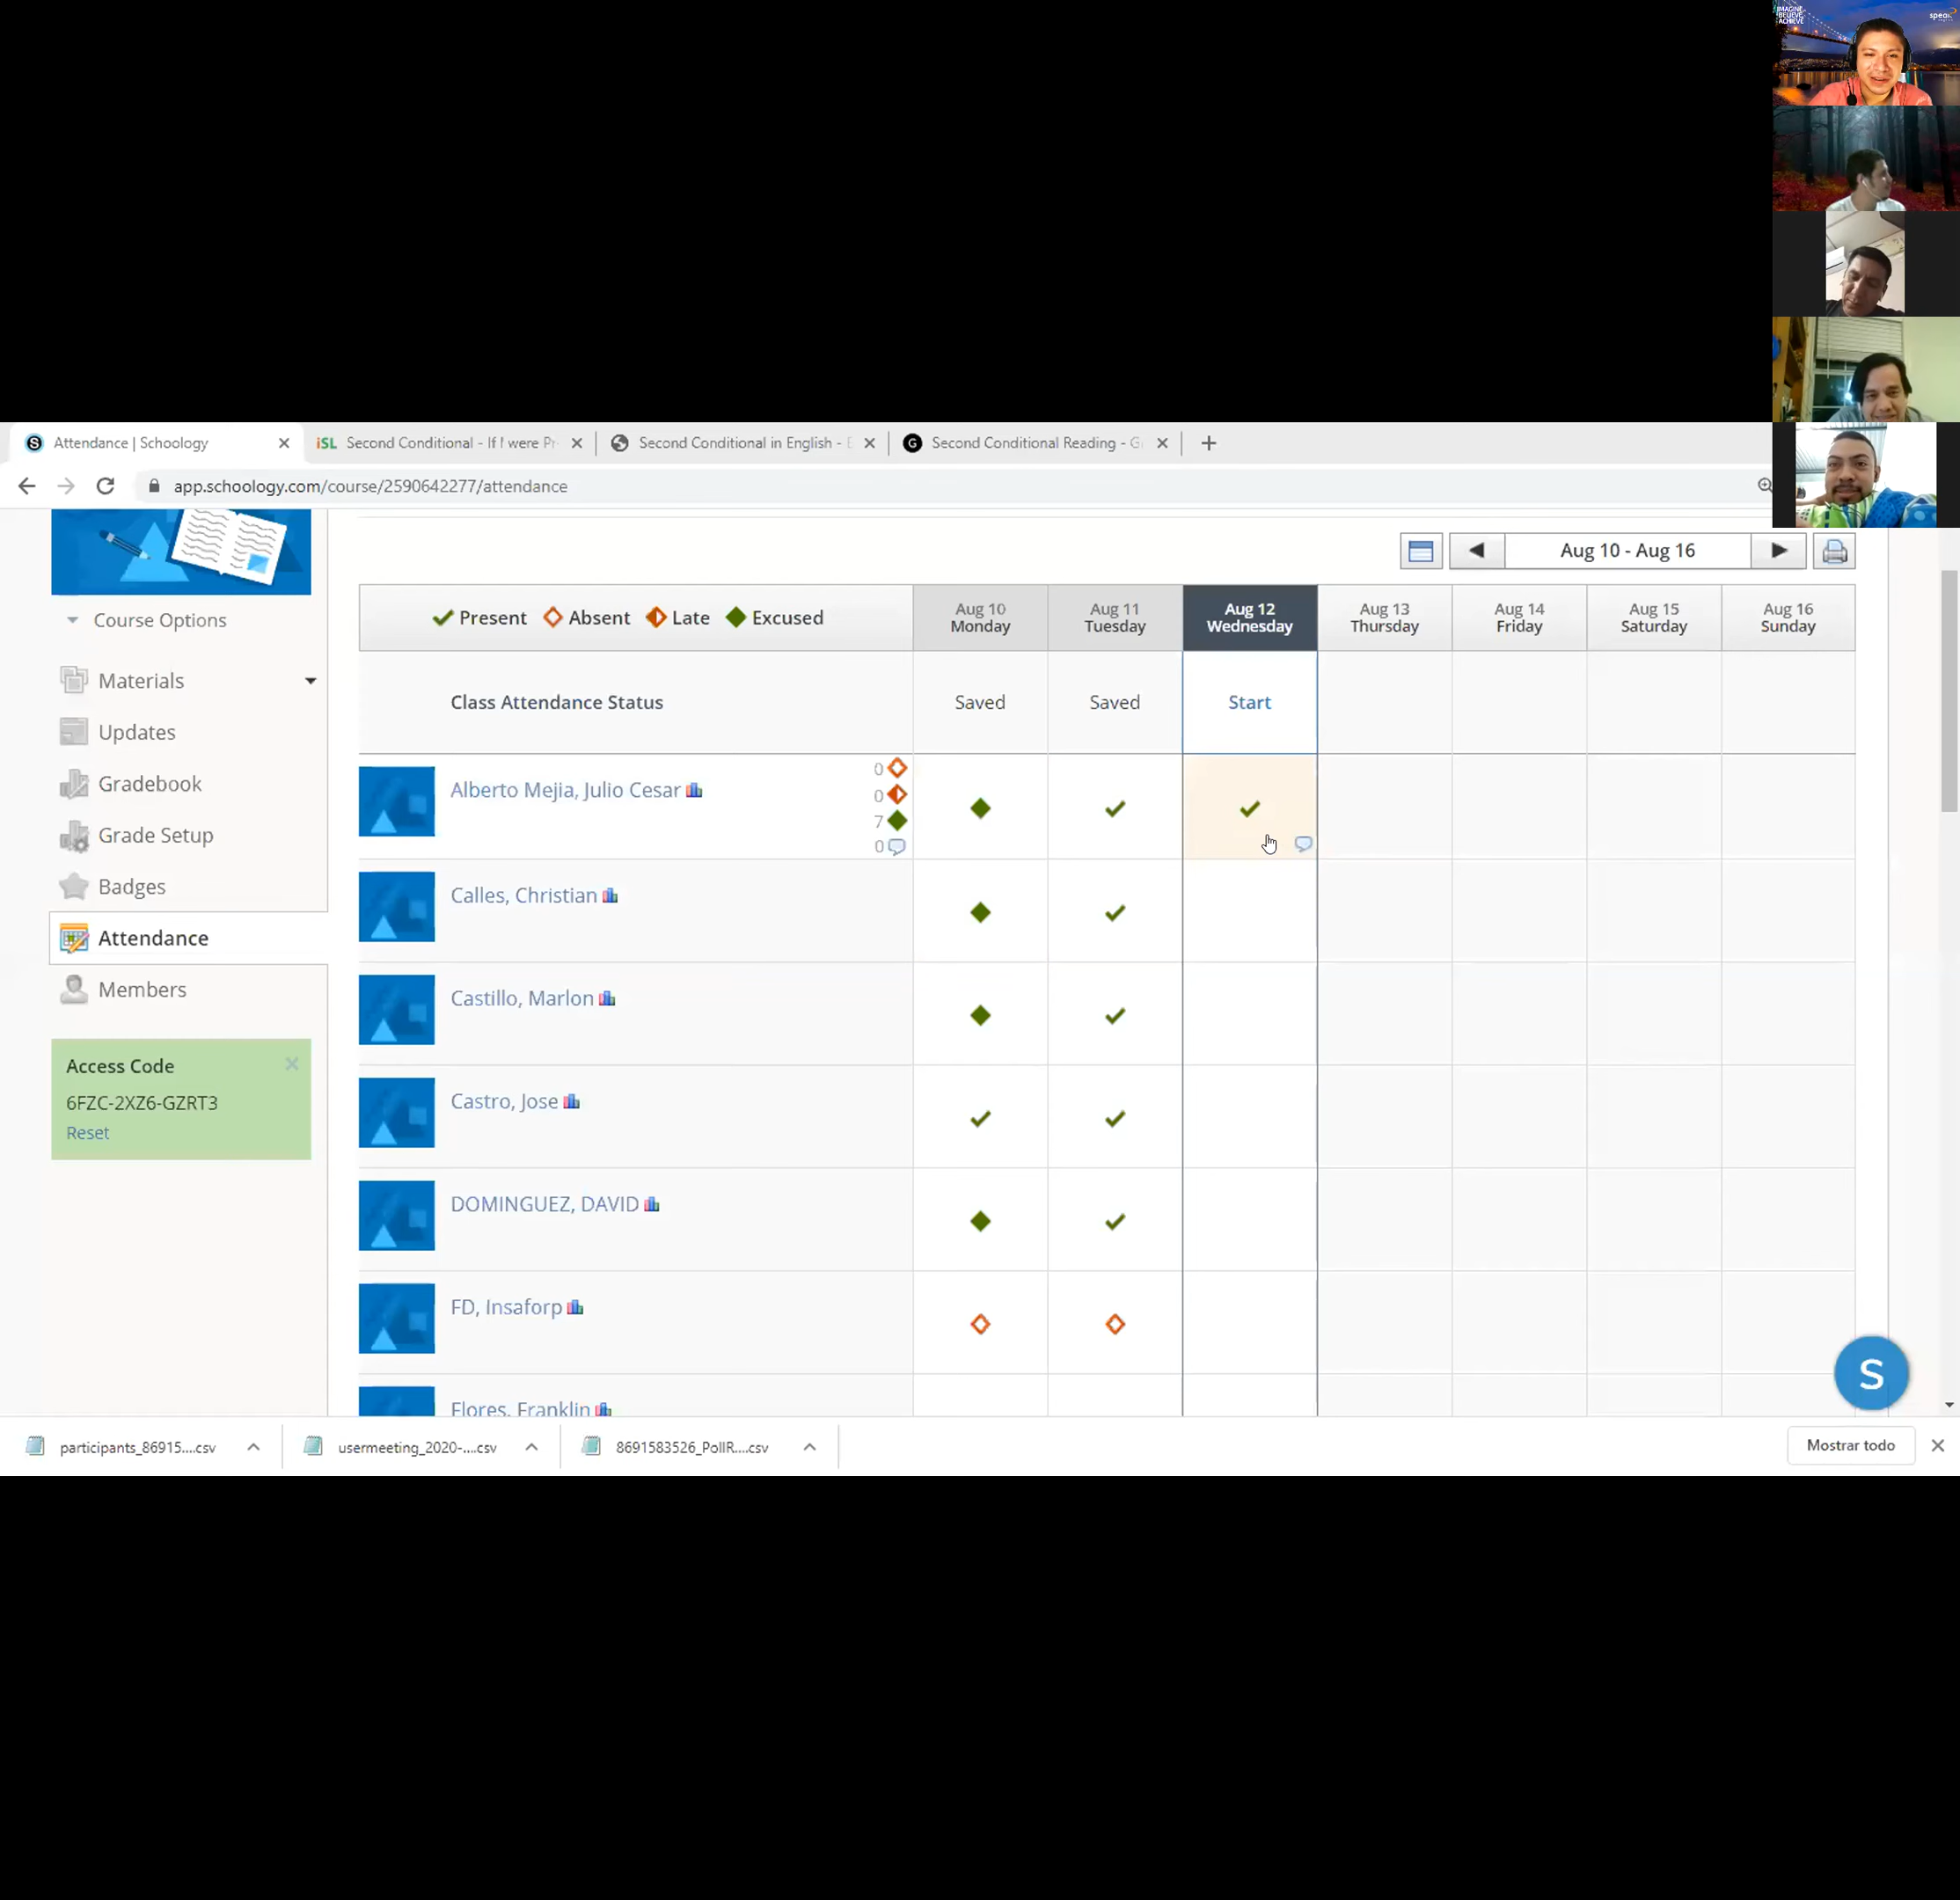 IMAGINE
BELIEVE
ACHIEVE
Attendance | Schoology
iSL Second Conditional - If I were Pr
Second Conditional in English - E
G Second Conditional Reading - G
app.schoology.com/course/2590642277/attendance
Aug 10 - Aug 16
Present Absent Late Excused
Aug 10
Monday
Aug 11
Tuesday
Aug 12
Wednesday
Aug 13
Thursday
Aug 14
Friday
Aug 15
Saturday
Aug 16
Sunday
Course Options
Materials
Updates
Gradebook
Grade Setup
Badges
Attendance
Members
Access Code
6FZC-2XZ6-GZRT3
Reset
Class Attendance Status
Saved
Saved
Start
Alberto Mejia, Julio Cesar
0
0
7
0
Calles, Christian
Castillo, Marlon
Castro, Jose
DOMINGUEZ, DAVID
FD, Insaforp
Flores, Franklin
S
participants_86915....csv
usermeeting_2020-....csv
8691583526_PollR....csv
Mostrar todo